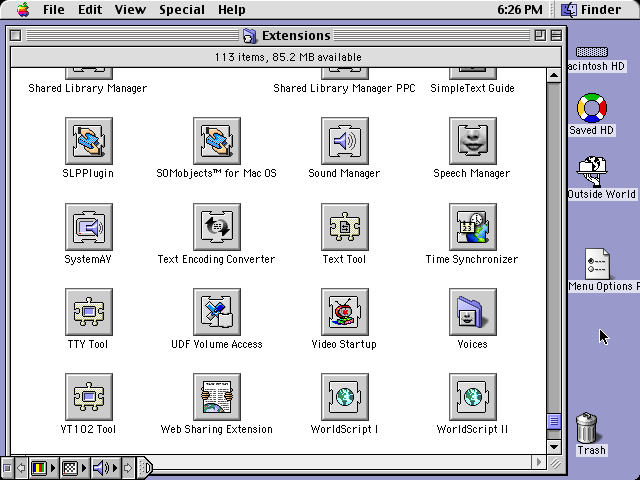 File Edit View Special Help 6:26 PM Finder
Extensions
113 items, 85.2 MB available
Shared Library Manager Shared Library Manager PPC SimpleText Guide
SLPPlugin SOMobjects™ for Mac OS Sound Manager Speech Manager
SystemAV Text Encoding Converter Text Tool Time Synchronizer
23
TTY Tool UDF Volume Access Video Startup Voices
VT102 Tool Web Sharing Extension WorldScript I WorldScript II
acintosh HD
Saved HD
Outside World
Menu Options P
Trash